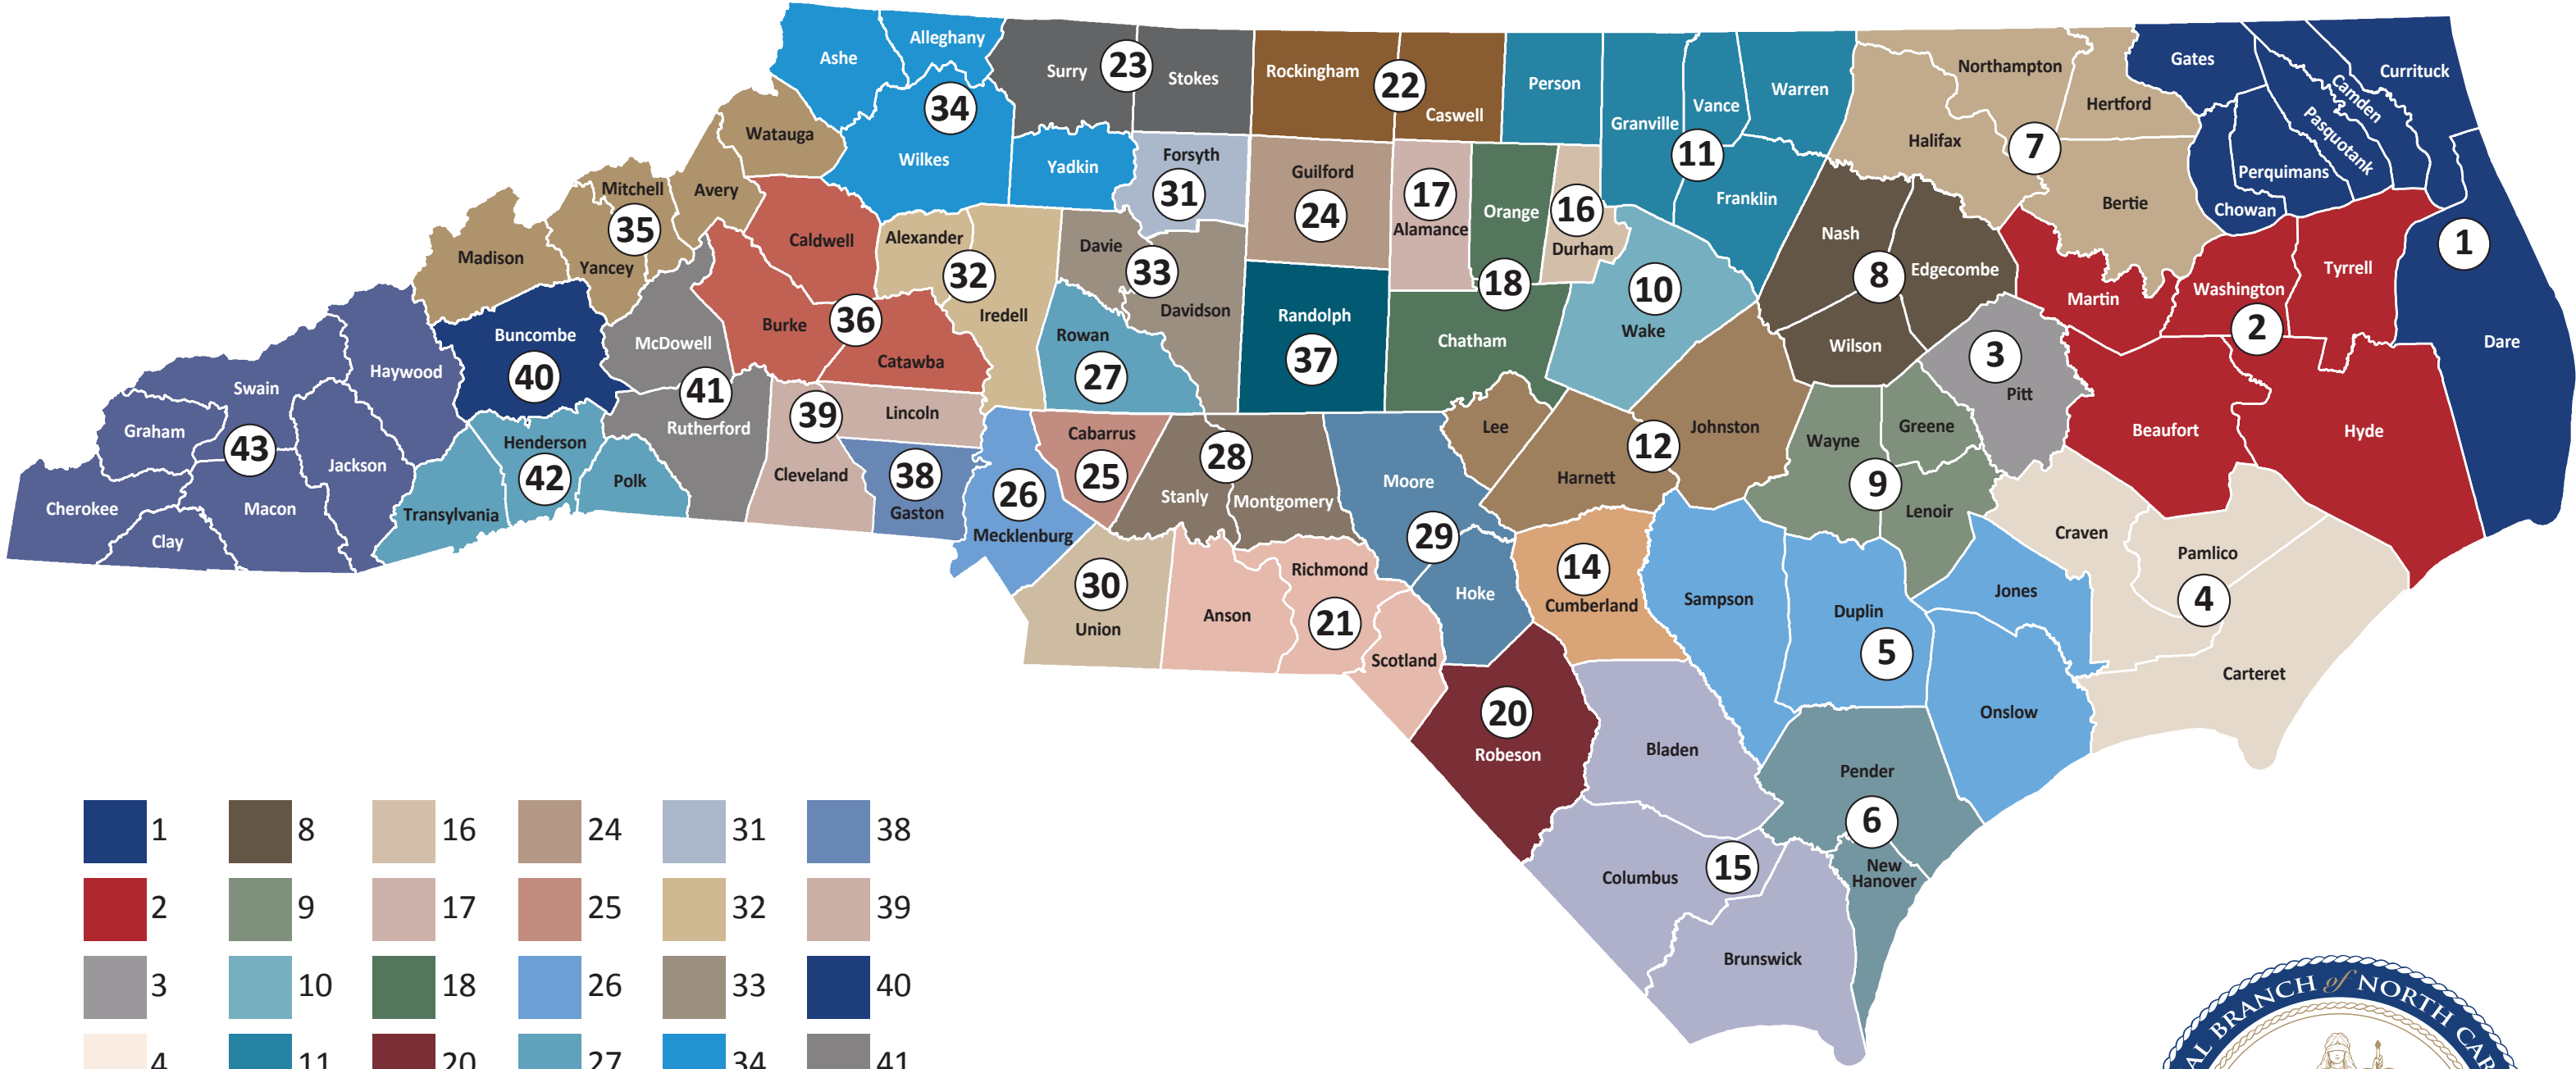 Ashe
Alleghany
34
Wilkes
Surry
23
Stokes
Yadkin
Rockingham
22
Caswell
Person
Granville
Vance
Warren
11
Franklin
Northampton
Hertford
Halifax
7
Bertie
Gates
Currituck
Camden
Pasquotank
Perquimans
Chowan
1
Dare
Watauga
Mitchell
Avery
35
Yancey
Madison
Caldwell
Burke
36
Catawba
Alexander
32
Iredell
Forsyth
31
Davie
33
Davidson
Rowan
27
Guilford
24
Randolph
37
17
Alamance
Orange
18
Chatham
16
Durham
10
Wake
Nash
8
Edgecombe
Wilson
Martin
Washington
2
Tyrrell
Beaufort
Hyde
3
Pitt
Buncombe
40
McDowell
41
Rutherford
Haywood
Swain
Graham
43
Jackson
Cherokee
Macon
Clay
Henderson
42
Polk
Transylvania
39
Lincoln
Cleveland
38
Gaston
26
Mecklenburg
Cabarrus
25
28
Stanly
Montgomery
30
Union
Anson
Richmond
21
Scotland
Moore
29
Hoke
Lee
Harnett
12
Johnston
14
Cumberland
Wayne
Greene
9
Lenoir
Sampson
Duplin
5
Jones
Onslow
Craven
Pamlico
4
Carteret
20
Robeson
Bladen
Columbus
15
Brunswick
Pender
6
New
Hanover
1 8 16 24 31 38
2 9 17 25 32 39
3 10 18 26 33 40
4 11 20 27 34 41
AL BRANCH of NORTH CAR